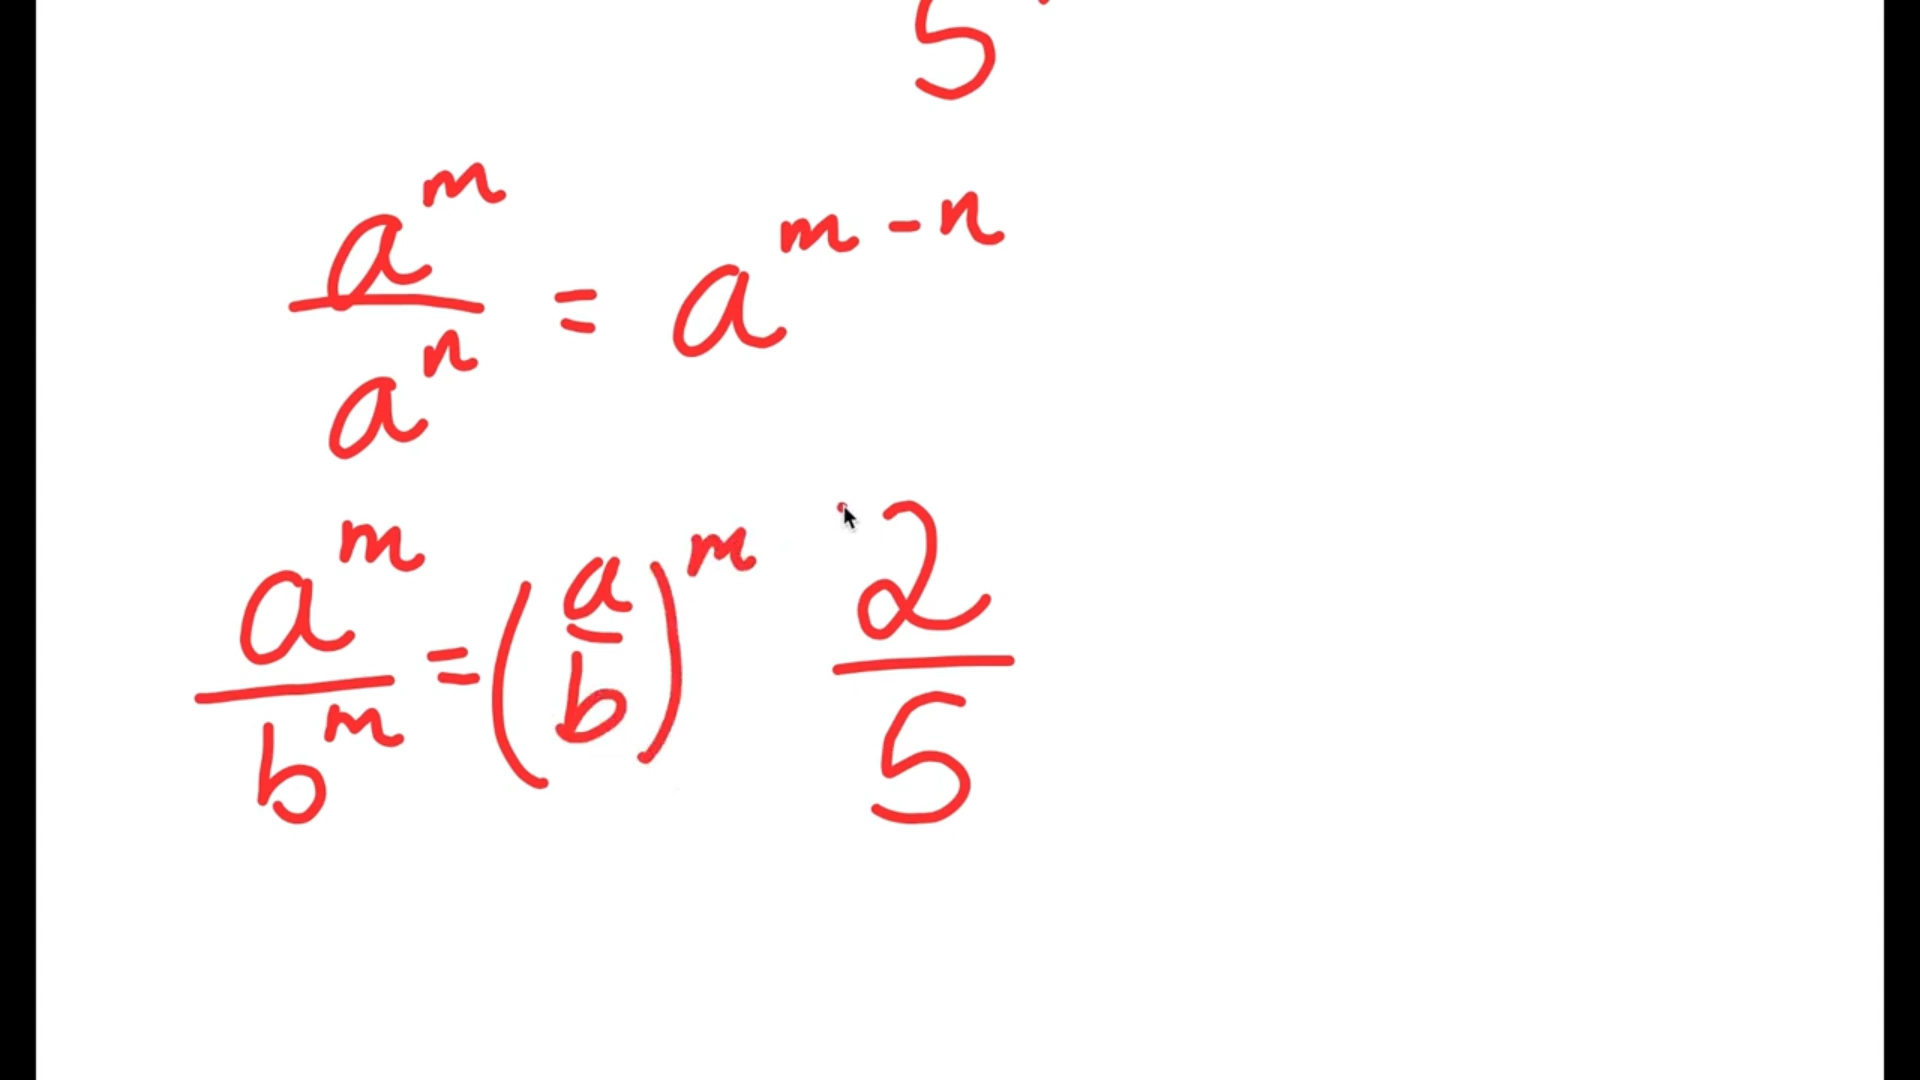 5
a^m / a^n = a^(m-n)
a^m / b^m = (a/b)^m 2/5